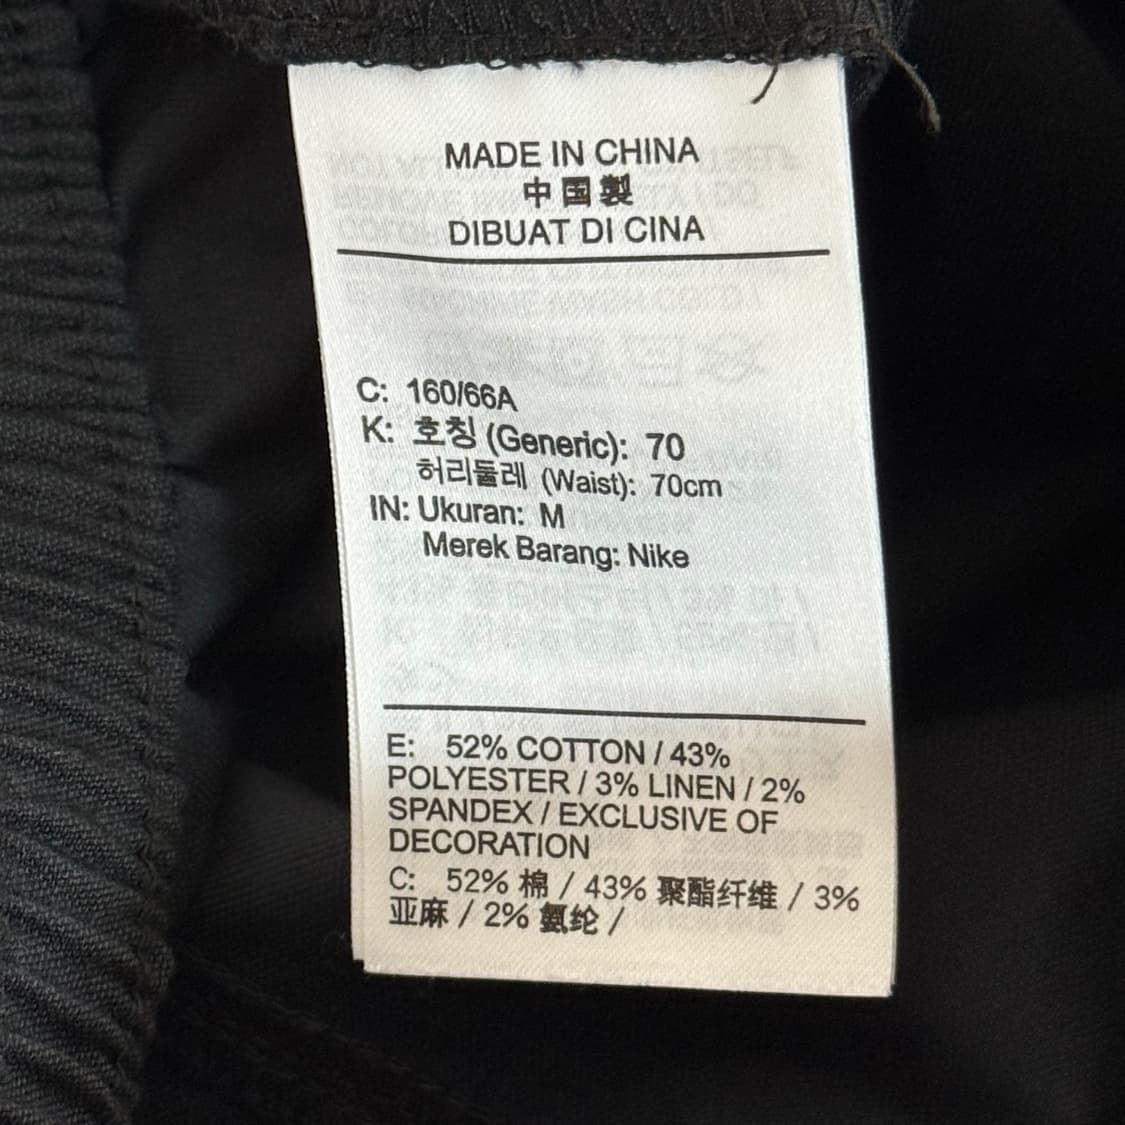 MADE IN CHINA
中国製
DIBUAT DI CINA
C: 160/66A
K: 호칭 (Generic): 70
허리둘레 (Waist): 70cm
IN: Ukuran: M
Merek Barang: Nike
E: 52% COTTON / 43%
POLYESTER / 3% LINEN / 2%
SPANDEX / EXCLUSIVE OF
DECORATION
C: 52% 棉 / 43% 聚酯纤维 / 3%
亚麻 / 2% 氨纶 /